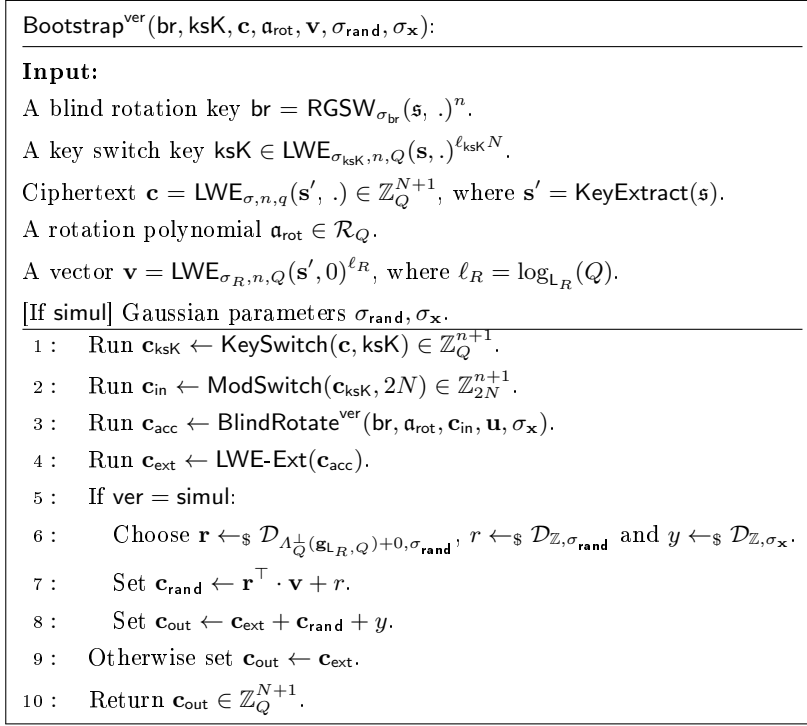 Bootstrap^ver(br, ksK, c, 𝔞_rot, v, σ_rand, σ_x):
Input:
A blind rotation key br = RGSW_{σ_br}(𝔰, .)^n.
A key switch key ksK ∈ LWE_{σ_ksK,n,Q}(s, .)^{ℓ_ksK N}.
Ciphertext c = LWE_{σ,n,q}(s′, .) ∈ ℤ_Q^{N+1}, where s′ = KeyExtract(𝔰).
A rotation polynomial 𝔞_rot ∈ ℛ_Q.
A vector v = LWE_{σ_R,n,Q}(s′, 0)^{ℓ_R}, where ℓ_R = log_{L_R}(Q).
[If simul] Gaussian parameters σ_rand, σ_x.
1 : Run c_ksK ← KeySwitch(c, ksK) ∈ ℤ_Q^{n+1}.
2 : Run c_in ← ModSwitch(c_ksK, 2N) ∈ ℤ_{2N}^{n+1}.
3 : Run c_acc ← BlindRotate^ver(br, 𝔞_rot, c_in, u, σ_x).
4 : Run c_ext ← LWE-Ext(c_acc).
5 : If ver = simul:
6 : Choose r ←$ 𝒟_{Λ_Q^⊥(g_{L_R,Q})+0,σ_rand}, r ←$ 𝒟_{ℤ,σ_rand} and y ←$ 𝒟_{ℤ,σ_x}.
7 : Set c_rand ← r^⊤ · v + r.
8 : Set c_out ← c_ext + c_rand + y.
9 : Otherwise set c_out ← c_ext.
10 : Return c_out ∈ ℤ_Q^{N+1}.